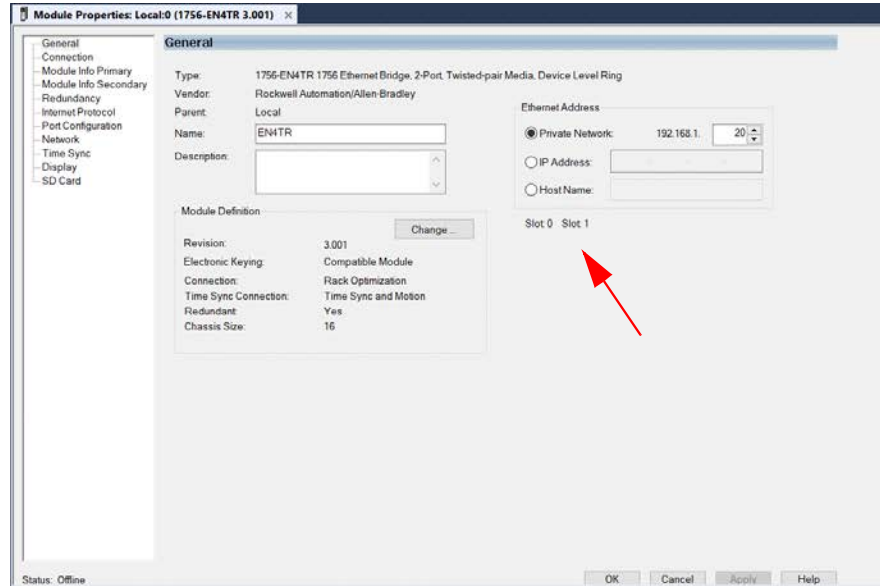 Module Properties: Local:0 (1756-EN4TR 3.001) ×
General
Connection
Module Info Primary
Module Info Secondary
Redundancy
Internet Protocol
Port Configuration
Network
Time Sync
Display
SD Card
General
Type: 1756-EN4TR 1756 Ethernet Bridge, 2-Port, Twisted-pair Media, Device Level Ring
Vendor: Rockwell Automation/Allen-Bradley
Parent: Local
Name: EN4TR
Description:
Module Definition
Change ...
Revision: 3.001
Electronic Keying: Compatible Module
Connection: Rack Optimization
Time Sync Connection: Time Sync and Motion
Redundant: Yes
Chassis Size: 16
Ethernet Address
Private Network: 192.168.1. 20
IP Address:
Host Name:
Slot 0 Slot 1
Status: Offline
OK Cancel Apply Help